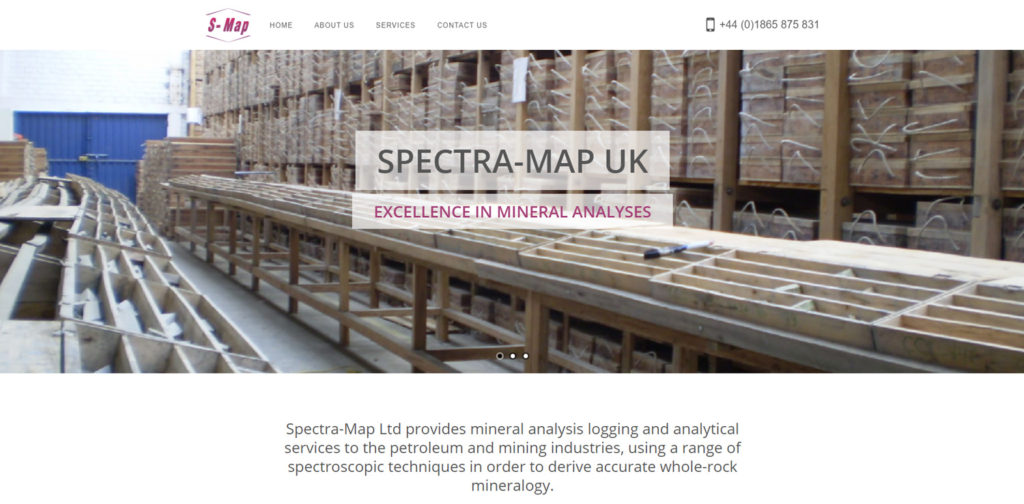 S-Map
HOME
ABOUT US
SERVICES
CONTACT US
+44 (0)1865 875 831
SPECTRA-MAP UK
EXCELLENCE IN MINERAL ANALYSES
Spectra-Map Ltd provides mineral analysis logging and analytical
services to the petroleum and mining industries, using a range of
spectroscopic techniques in order to derive accurate whole-rock
mineralogy.